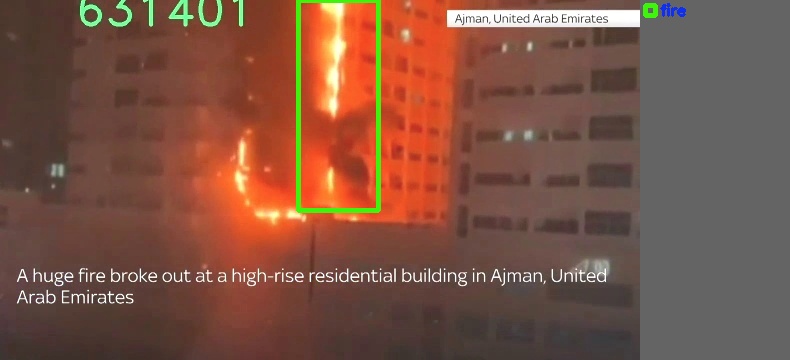 631401
Ajman, United Arab Emirates
fire
A huge fire broke out at a high-rise residential building in Ajman, United
Arab Emirates